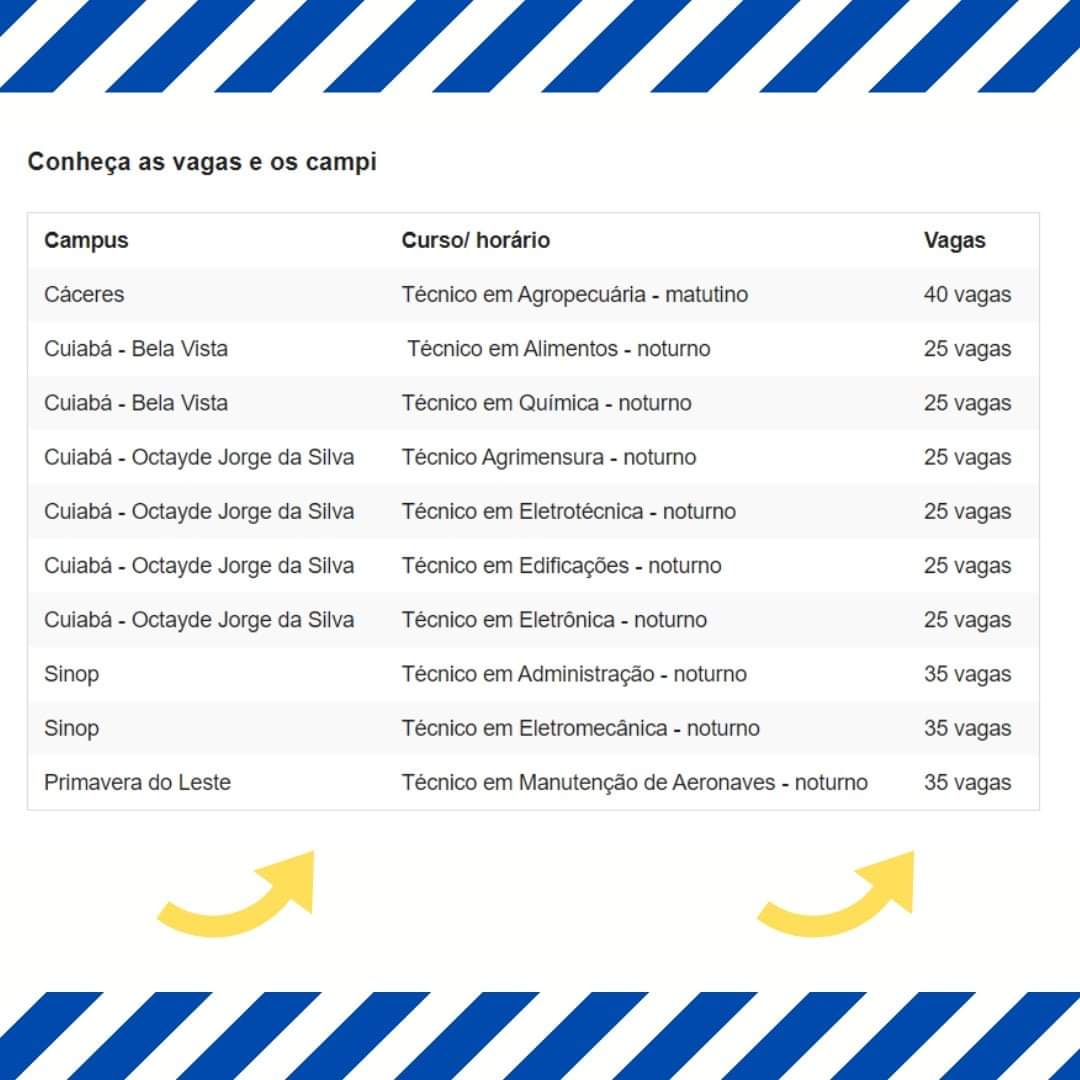 Conheça as vagas e os campi
Campus Curso/ horário Vagas
Cáceres Técnico em Agropecuária - matutino 40 vagas
Cuiabá - Bela Vista Técnico em Alimentos - noturno 25 vagas
Cuiabá - Bela Vista Técnico em Química - noturno 25 vagas
Cuiabá - Octayde Jorge da Silva Técnico Agrimensura - noturno 25 vagas
Cuiabá - Octayde Jorge da Silva Técnico em Eletrotécnica - noturno 25 vagas
Cuiabá - Octayde Jorge da Silva Técnico em Edificações - noturno 25 vagas
Cuiabá - Octayde Jorge da Silva Técnico em Eletrônica - noturno 25 vagas
Sinop Técnico em Administração - noturno 35 vagas
Sinop Técnico em Eletromecânica - noturno 35 vagas
Primavera do Leste Técnico em Manutenção de Aeronaves - noturno 35 vagas